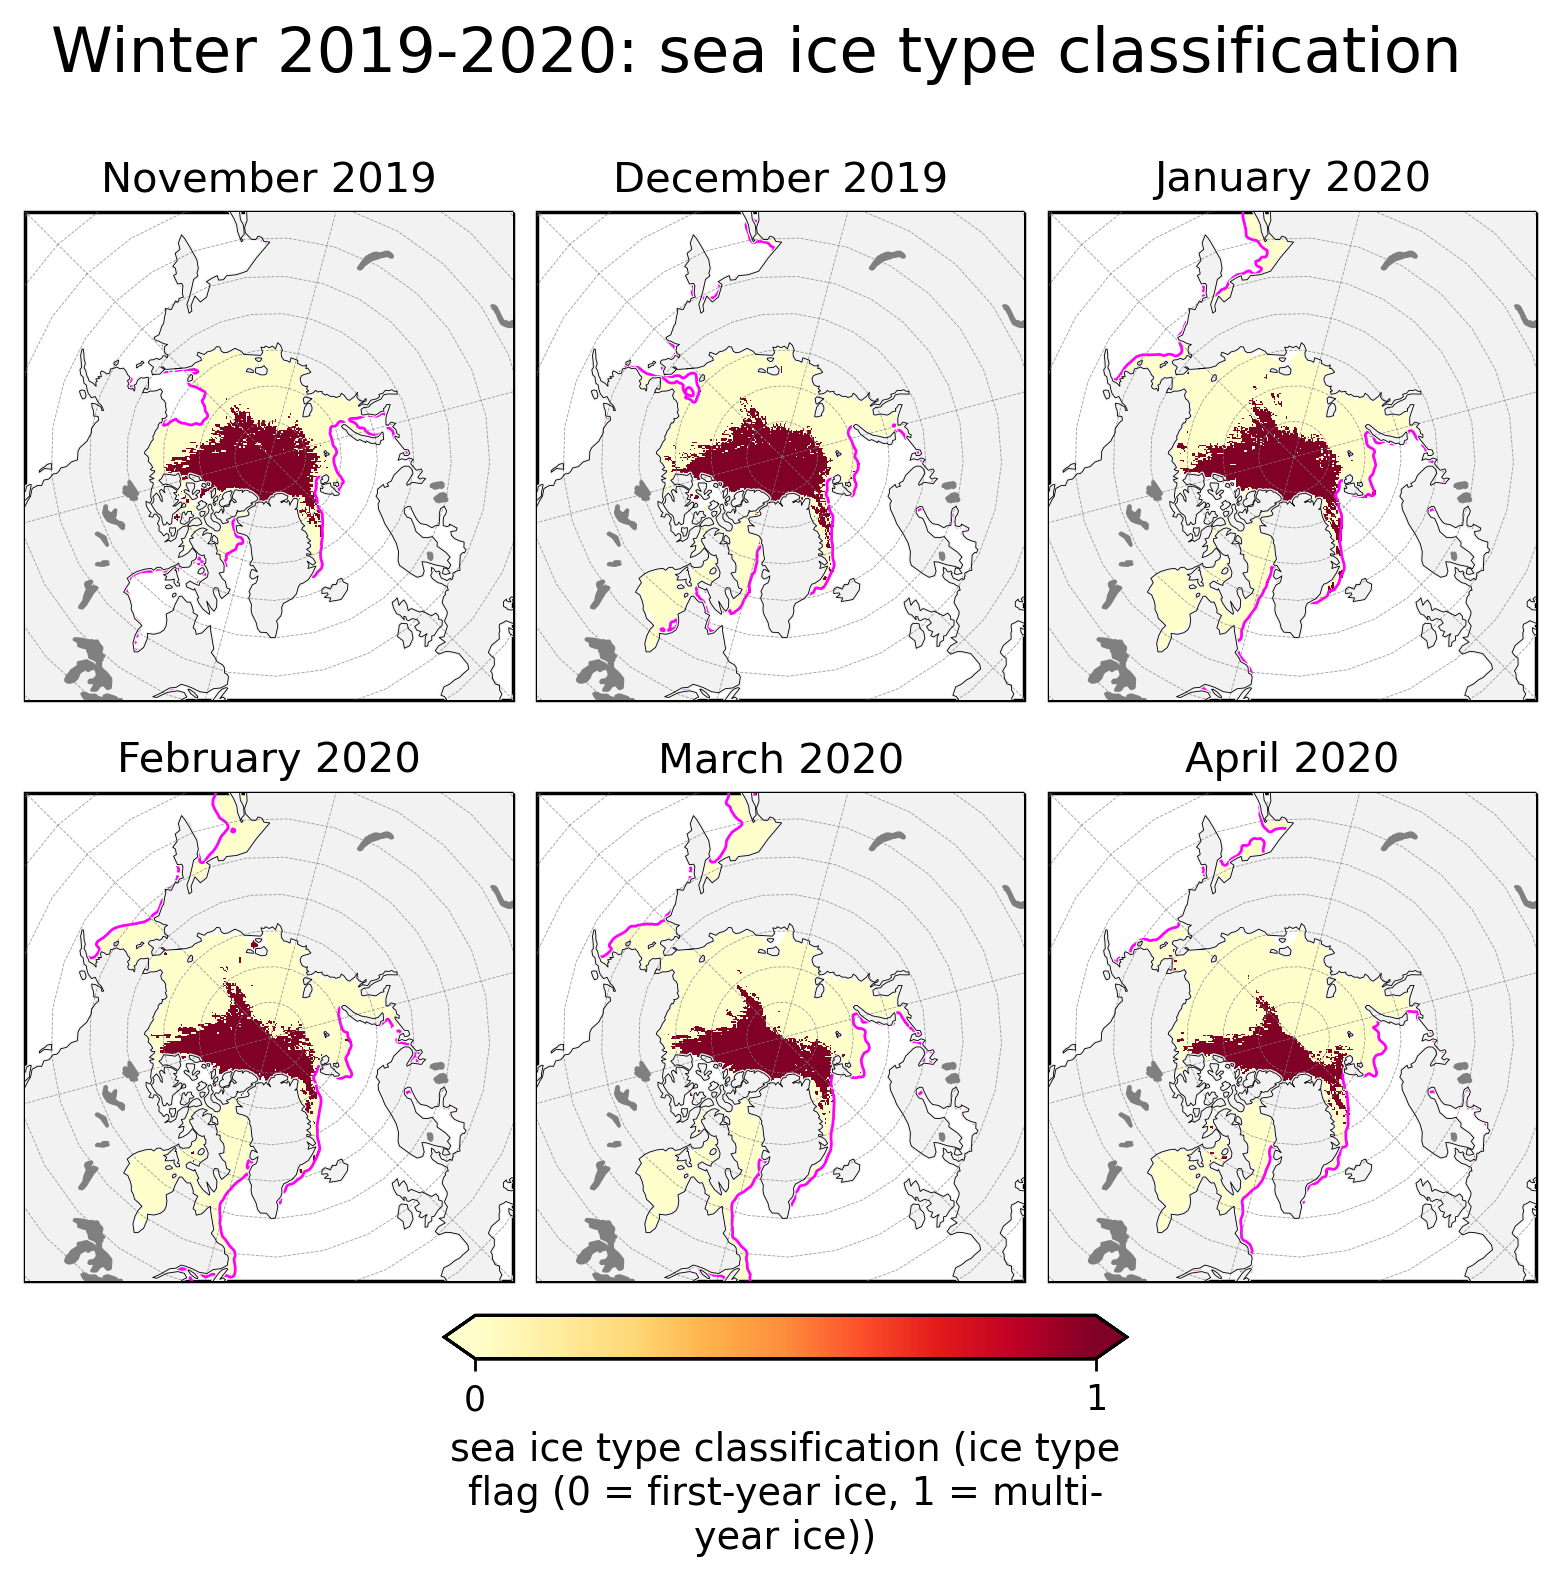 Winter 2019-2020: sea ice type classification
November 2019
December 2019
January 2020
February 2020
March 2020
April 2020
0
1
sea ice type classification (ice type
flag (0 = first-year ice, 1 = multi-
year ice))